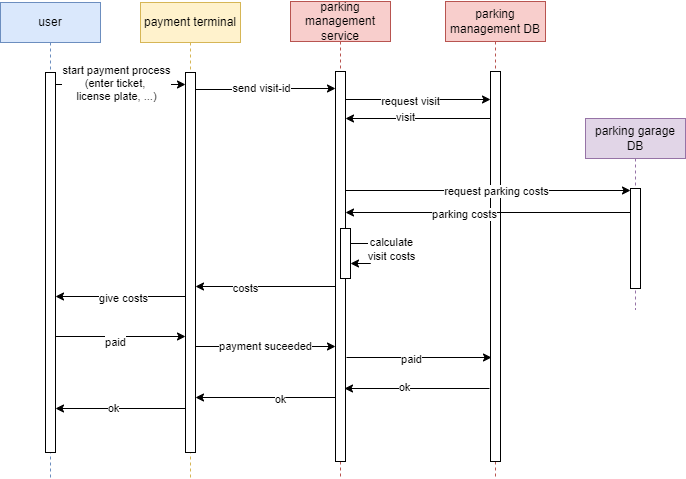 user
payment terminal
parking
management
service
parking
management DB
start payment process
(enter ticket,
license plate, ...)
send visit-id
request visit
visit
parking garage
DB
request parking costs
parking costs
calculate
visit costs
costs
give costs
paid
payment suceeded
paid
ok
ok
ok